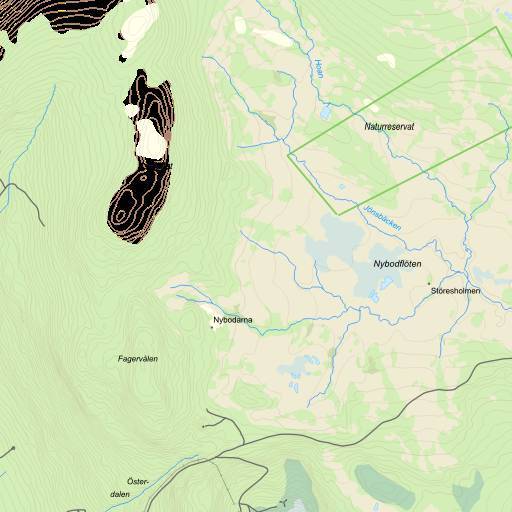 Hoan
Naturreservat
Jönsbäcken
Nybodflöten
Störesholmen
Nybodarna
Fagervålen
Öster-
dalen